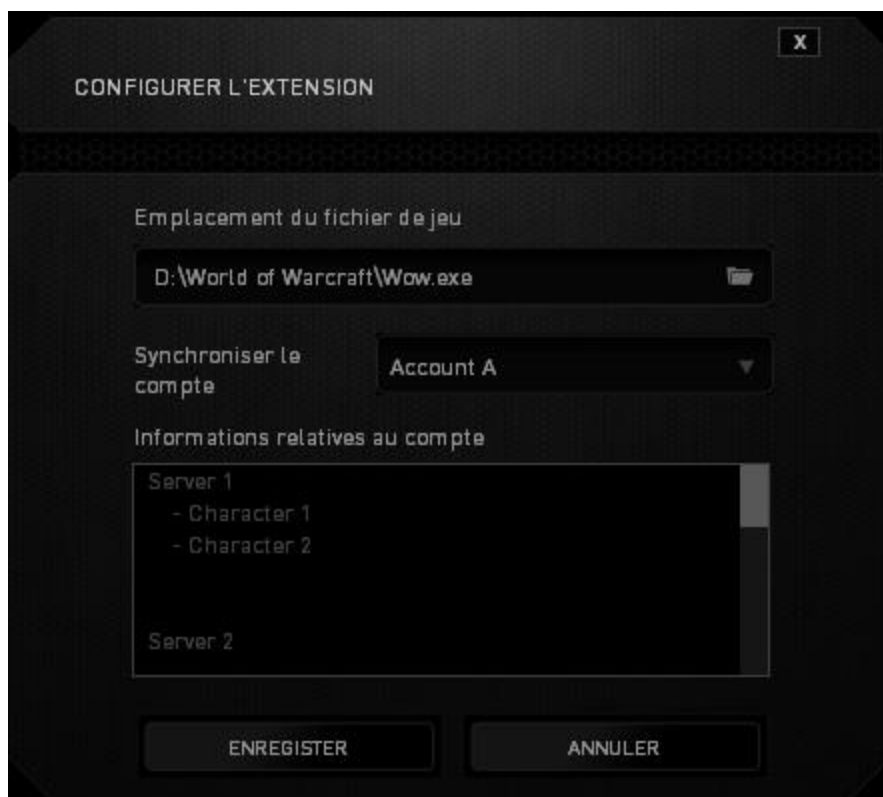 X
CONFIGURER L'EXTENSION
Emplacement du fichier de jeu
D:\World of Warcraft\Wow.exe
Synchroniser le
compte
Account A
Informations relatives au compte
Server 1
- Character 1
- Character 2
Server 2
ENREGISTER
ANNULER